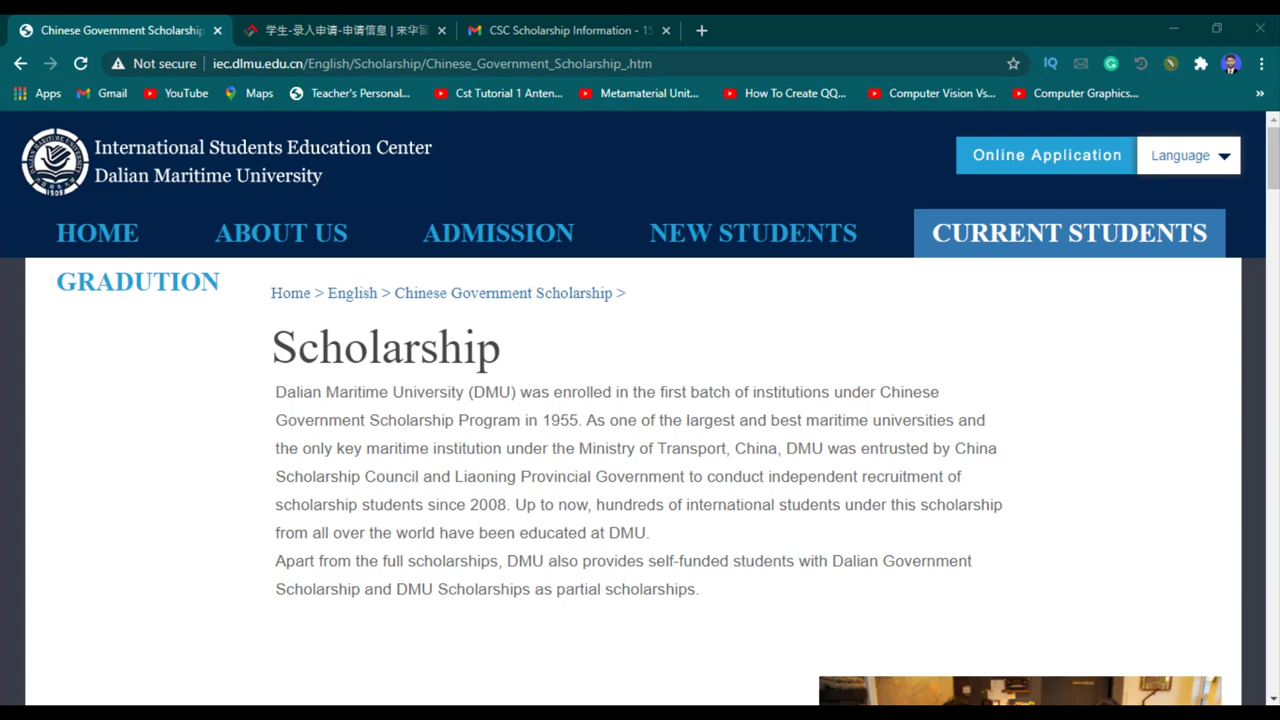 Chinese Government Scholarship
学生-录入申请-申请信息 | 来华
CSC Scholarship Information - 15
Not secure
iec.dlmu.edu.cn/English/Scholarship/Chinese_Government_Scholarship_.htm
Apps
Gmail
YouTube
Maps
Teacher's Personal...
Cst Tutorial 1 Anten...
Metamaterial Unit...
How To Create QQ...
Computer Vision Vs...
Computer Graphics...
International Students Education Center
Dalian Maritime University
Online Application
Language
HOME
ABOUT US
ADMISSION
NEW STUDENTS
CURRENT STUDENTS
GRADUTION
Home > English > Chinese Government Scholarship >
Scholarship
Dalian Maritime University (DMU) was enrolled in the first batch of institutions under Chinese
Government Scholarship Program in 1955. As one of the largest and best maritime universities and
the only key maritime institution under the Ministry of Transport, China, DMU was entrusted by China
Scholarship Council and Liaoning Provincial Government to conduct independent recruitment of
scholarship students since 2008. Up to now, hundreds of international students under this scholarship
from all over the world have been educated at DMU.
Apart from the full scholarships, DMU also provides self-funded students with Dalian Government
Scholarship and DMU Scholarships as partial scholarships.